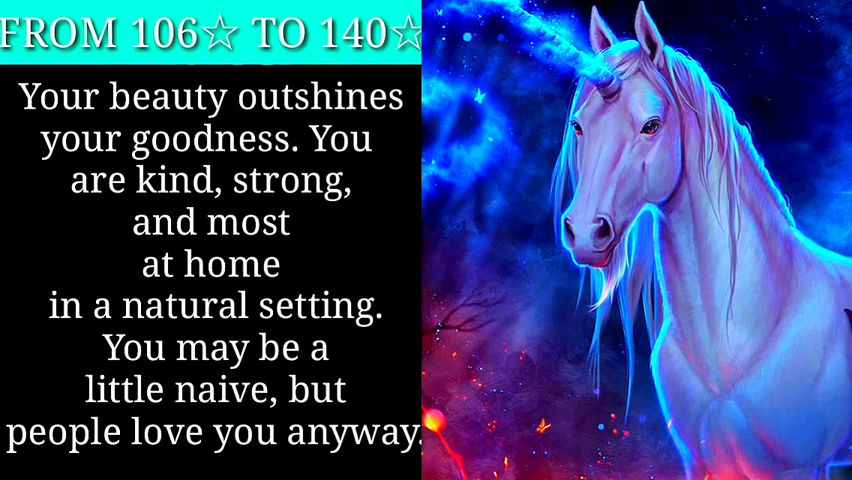 FROM 106☆ TO 140☆
Your beauty outshines
your goodness. You
are kind, strong,
and most
at home
in a natural setting.
You may be a
little naive, but
people love you anyway.